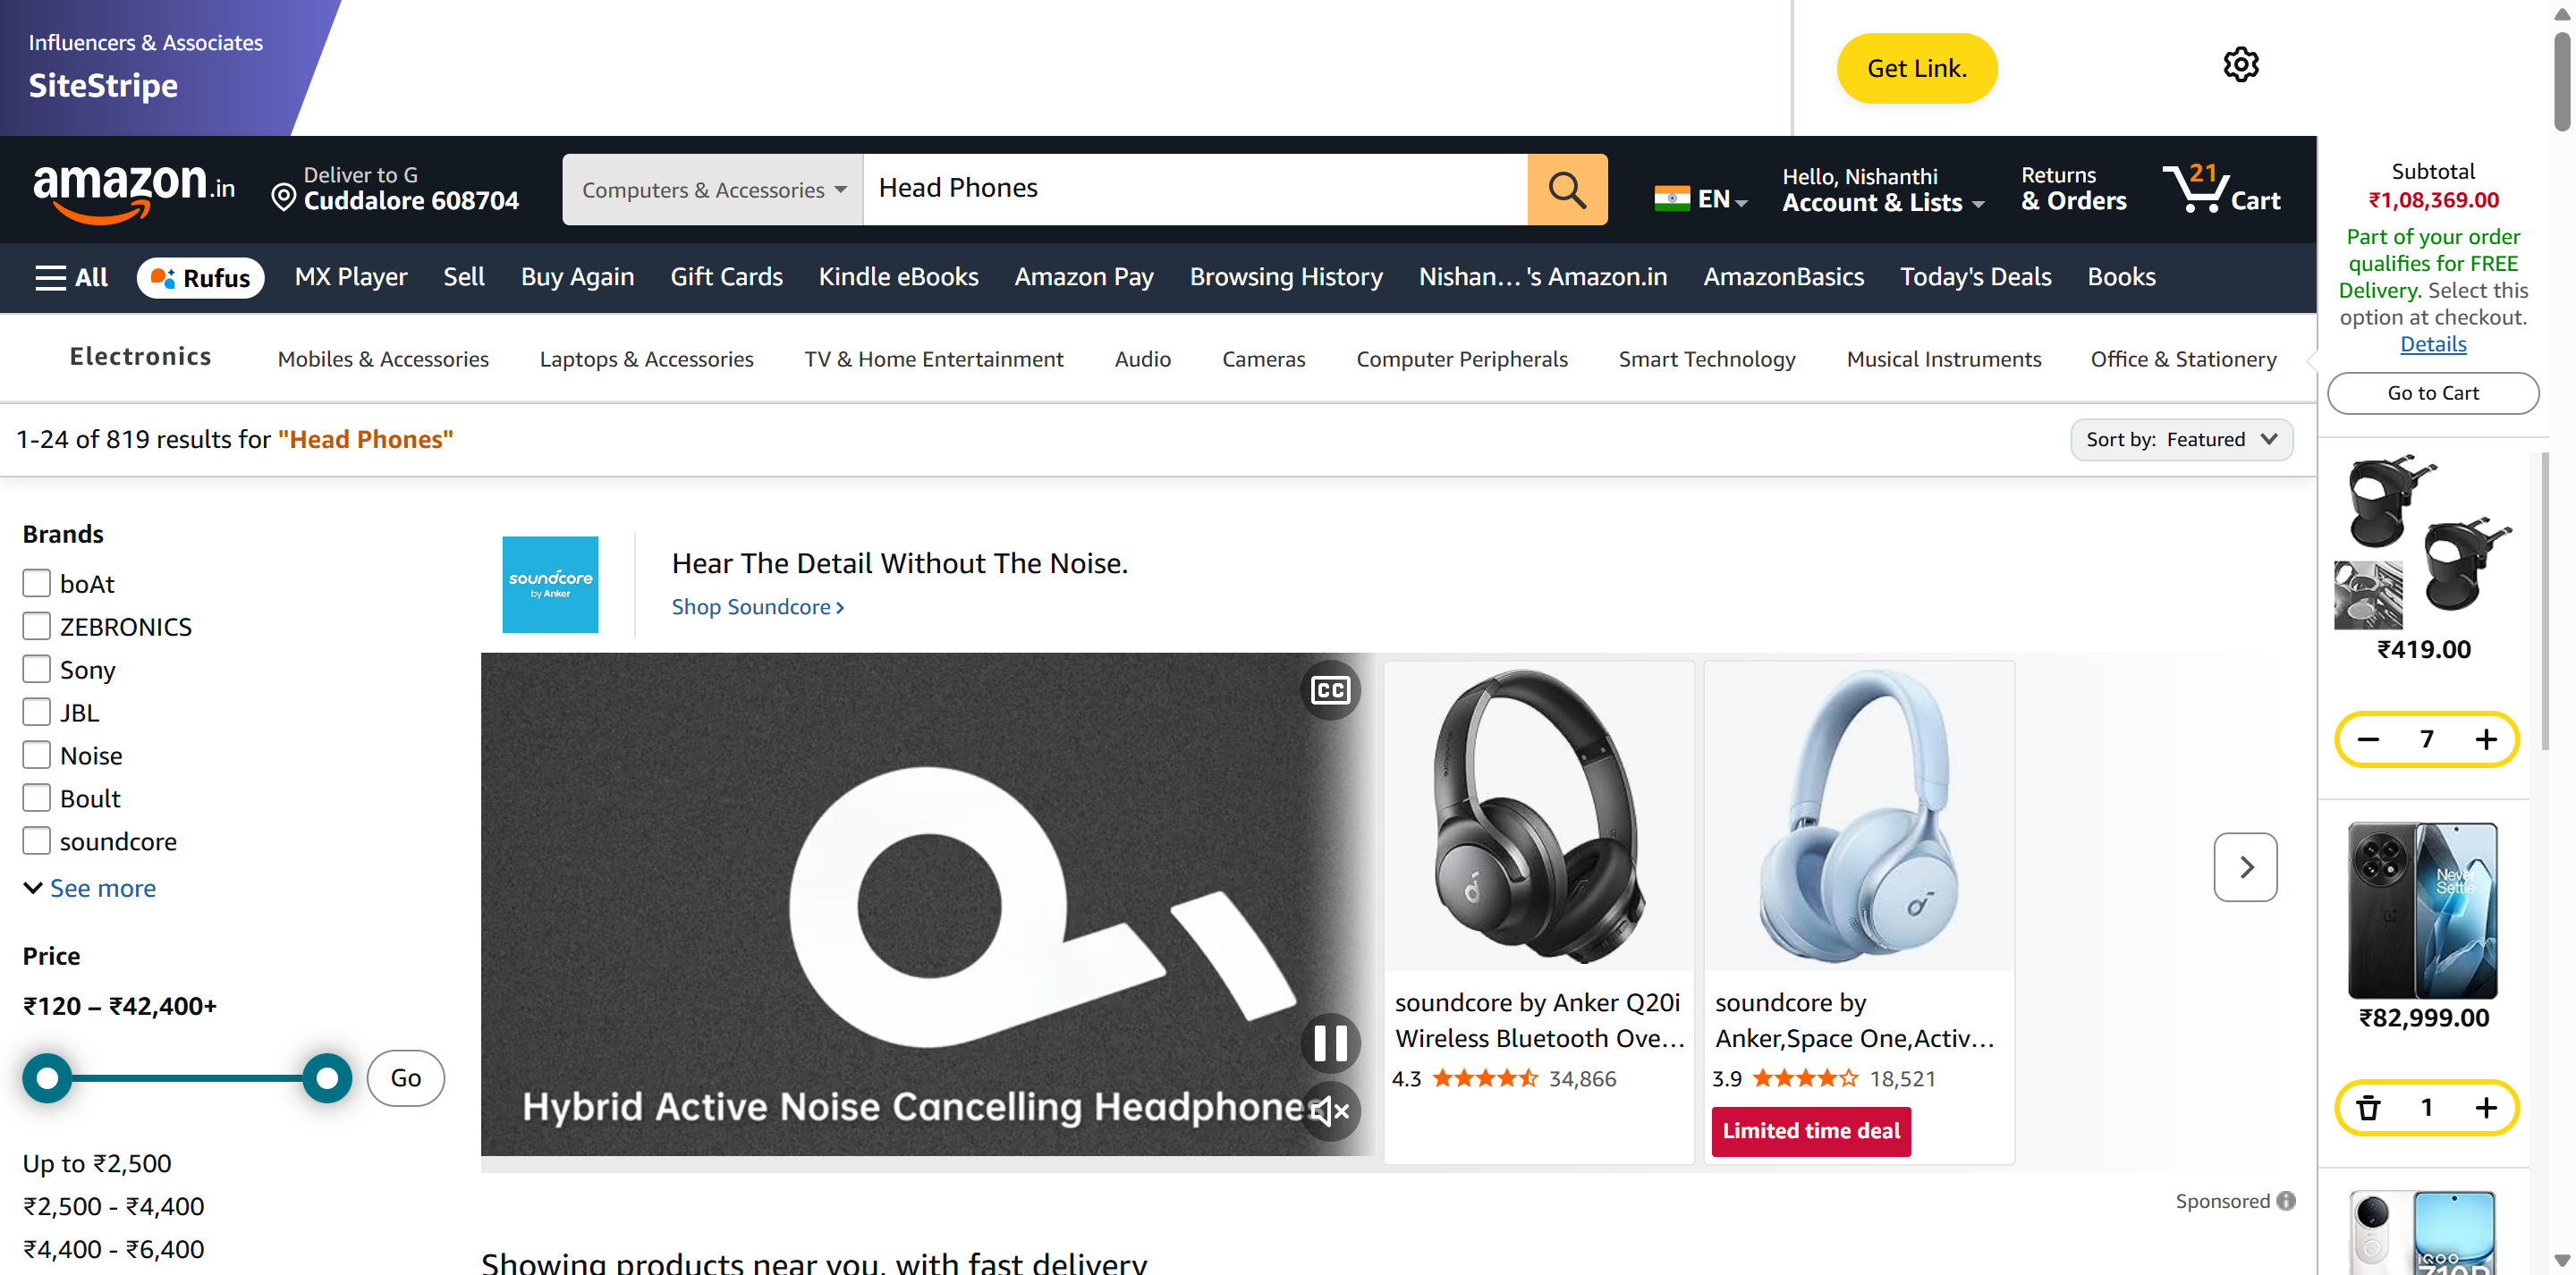 Influencers & Associates
SiteStripe
Get Link.
amazon.in
Deliver to G
Cuddalore 608704
Computers & Accessories
Head Phones
EN
Hello, Nishanthi
Account & Lists
Returns
& Orders
21
Cart
All
Rufus
MX Player
Sell
Buy Again
Gift Cards
Kindle eBooks
Amazon Pay
Browsing History
Nishan… 's Amazon.in
AmazonBasics
Today's Deals
Books
Electronics
Mobiles & Accessories
Laptops & Accessories
TV & Home Entertainment
Audio
Cameras
Computer Peripherals
Smart Technology
Musical Instruments
Office & Stationery
1-24 of 819 results for "Head Phones"
Sort by: Featured
Brands
boAt
ZEBRONICS
Sony
JBL
Noise
Boult
soundcore
See more
Price
₹120 – ₹42,400+
Go
Up to ₹2,500
₹2,500 - ₹4,400
₹4,400 - ₹6,400
soundcore
by Anker
Hear The Detail Without The Noise.
Shop Soundcore
CC
Hybrid Active Noise Cancelling Headphones
soundcore by Anker Q20i
Wireless Bluetooth Ove…
4.3
34,866
soundcore by
Anker,Space One,Activ…
3.9
18,521
Limited time deal
Sponsored
Showing products near you, with fast delivery
Subtotal
₹1,08,369.00
Part of your order
qualifies for FREE
Delivery. Select this
option at checkout.
Details
Go to Cart
₹419.00
7
Never
Settle
₹82,999.00
1
iQOO